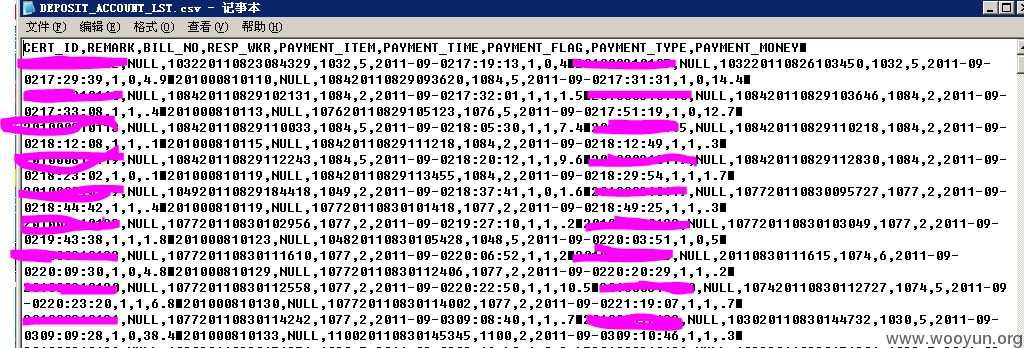 DEPOSIT_ACCOUNT_LST.csv - 记事本
文件(F) 编辑(E) 格式(O) 查看(V) 帮助(H)
CERT_ID,REMARK,BILL_NO,RESP_WKR,PAYMENT_ITEM,PAYMENT_TIME,PAYMENT_FLAG,PAYMENT_TYPE,PAYMENT_MONEY■
,NULL,103220110823084329,1032,5,2011-09-0217:19:13,1,0,4■ ,NULL,103220110826103450,1032,5,2011-09-
0217:29:39,1,0,4.9■201000810110,NULL,108420110829093620,1084,5,2011-09-0217:31:31,1,0,14.4■
,NULL,108420110829102131,1084,2,2011-09-0217:32:01,1,1,1.5■ ,NULL,108420110829103646,1084,2,2011-09-
0217:33:08,1,1,.4■201000810113,NULL,107620110829105123,1076,5,2011-09-0217:51:19,1,0,12.7■
,NULL,108420110829110033,1084,5,2011-09-0218:05:30,1,1,7.4■ 5,NULL,108420110829110218,1084,2,2011-09-
0218:12:08,1,1,.1■201000810115,NULL,108420110829111218,1084,2,2011-09-0218:12:49,1,1,.3■
,NULL,108420110829112243,1084,5,2011-09-0218:20:12,1,1,9.6■ ,NULL,108420110829112830,1084,2,2011-09-
0218:23:02,1,0,.1■201000810119,NULL,108420110829113455,1084,2,2011-09-0218:29:54,1,1,1.7■
,NULL,104920110829184418,1049,2,2011-09-0218:37:41,1,0,1.6■ ,NULL,107720110830095727,1077,2,2011-09-
0218:44:42,1,1,.4■201000810119,NULL,107720110830101418,1077,2,2011-09-0218:49:25,1,1,.3■
,NULL,107720110830102956,1077,2,2011-09-0219:27:10,1,1,.2■ ,NULL,107720110830103049,1077,2,2011-09-
0219:43:38,1,1,1.8■201000810123,NULL,104820110830105428,1048,5,2011-09-0220:03:51,1,0,5■
,NULL,107720110830111610,1077,2,2011-09-0220:06:52,1,1,.2■ ,NULL,20110830111615,1074,6,2011-09-
0220:09:30,1,0,4.8■201000810129,NULL,107720110830112406,1077,2,2011-09-0220:20:29,1,1,.2■
,NULL,107720110830112558,1077,2,2011-09-0220:22:50,1,1,10.5■ ,NULL,107420110830112727,1074,5,2011-09
-0220:23:20,1,1,6.8■201000810130,NULL,107720110830114002,1077,2,2011-09-0221:19:07,1,1,.7■
,NULL,107720110830114242,1077,2,2011-09-0309:08:40,1,1,.7■ ,NULL,103020110830144732,1030,5,2011-09-
0309:09:28,1,0,38.4■201000810133,NULL,110020110830145345,1100,2,2011-09-0309:10:46,1,1,.3■
www.wooyun.org